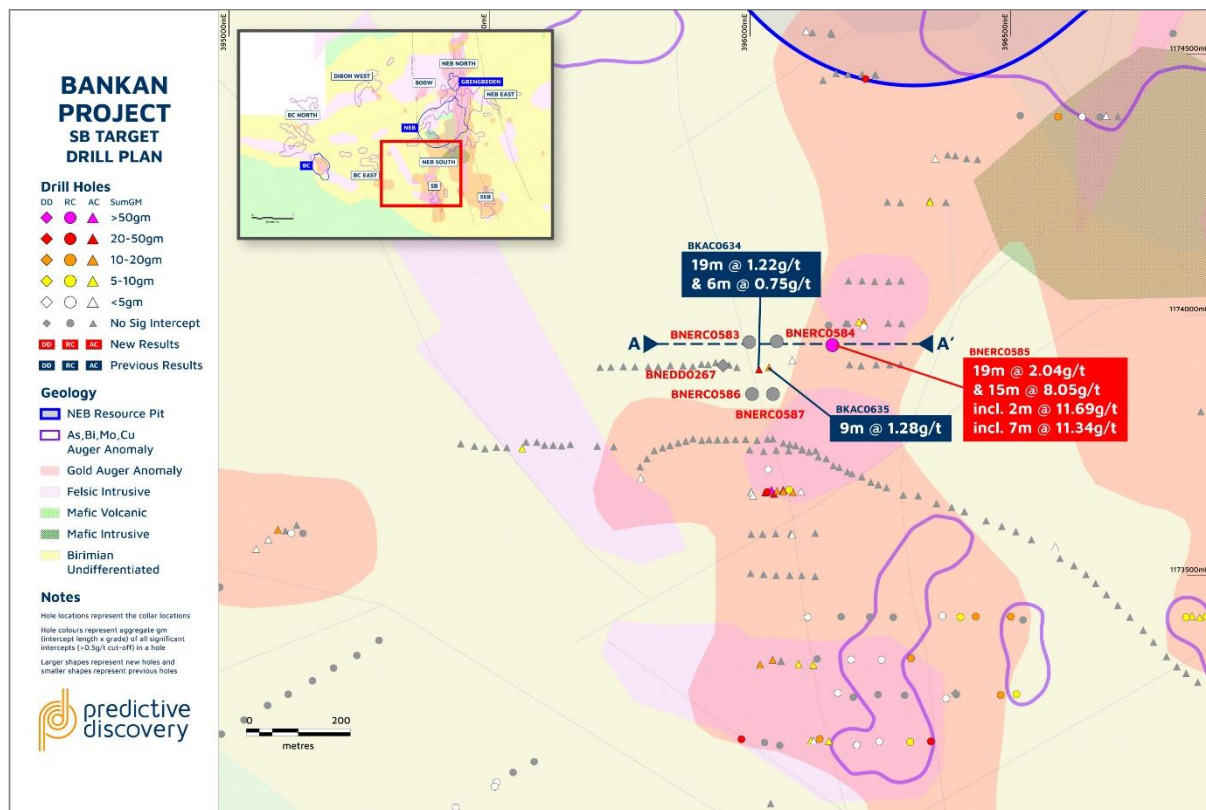 BANKAN
PROJECT
SB TARGET
DRILL PLAN
Drill Holes
DD RC AC SumGM
>50gm
20-50gm
10-20gm
5-10gm
<5gm
No Sig Intercept
DD RC AC New Results
DD RC AC Previous Results
Geology
NEB Resource Pit
As,Bi,Mo,Cu
Auger Anomaly
Gold Auger Anomaly
Felsic Intrusive
Mafic Volcanic
Mafic Intrusive
Birimian
Undifferentiated
Notes
Hole locations represent the collar locations
Hole colours represent aggregate gm
(intercept length x grade) of all significant
intercepts (>0.5g/t cut-off) in a hole
Larger shapes represent new holes and
smaller shapes represent previous holes
predictive
discovery
395000mE
396000mE
396500mE
1174500mN
1174000mN
1173500mN
NEB NORTH
DIBON WEST
BODW
GBENGBEDEN
NEB EAST
BC NORTH
NEB
BC
NEB SOUTH
BC EAST
SB
SEB
BKAC0634
19m @ 1.22g/t
& 6m @ 0.75g/t
A
BNERC0583
BNERC0584
A'
BNEDD0267
BNERC0586
BNERC0587
BKAC0635
9m @ 1.28g/t
BNERC0585
19m @ 2.04g/t
& 15m @ 8.05g/t
incl. 2m @ 11.69g/t
incl. 7m @ 11.34g/t
0 200
metres